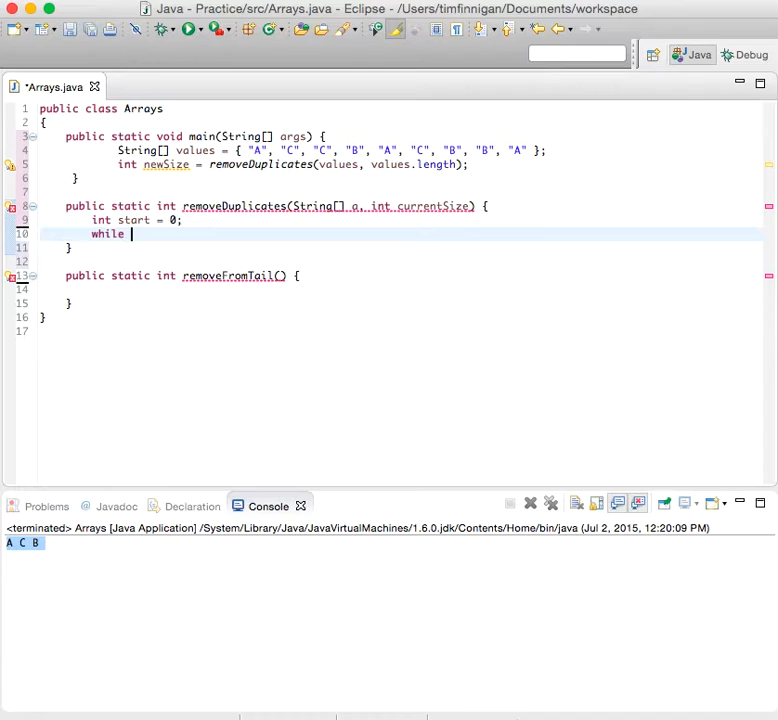 Java - Practice/src/Arrays.java - Eclipse - /Users/timfinnigan/Documents/workspace
Java Debug
*Arrays.java
1 public class Arrays
2 {
3 public static void main(String[] args) {
4 String[] values = { "A", "C", "C", "B", "A", "C", "B", "B", "A" };
5 int newSize = removeDuplicates(values, values.length);
6 }
7
8 public static int removeDuplicates(String[] a, int currentSize) {
9 int start = 0;
10 while
11 }
12
13 public static int removeFromTail() {
14
15 }
16 }
17
Problems @ Javadoc Declaration Console
<terminated> Arrays [Java Application] /System/Library/Java/JavaVirtualMachines/1.6.0.jdk/Contents/Home/bin/java (Jul 2, 2015, 12:20:09 PM)
A C B